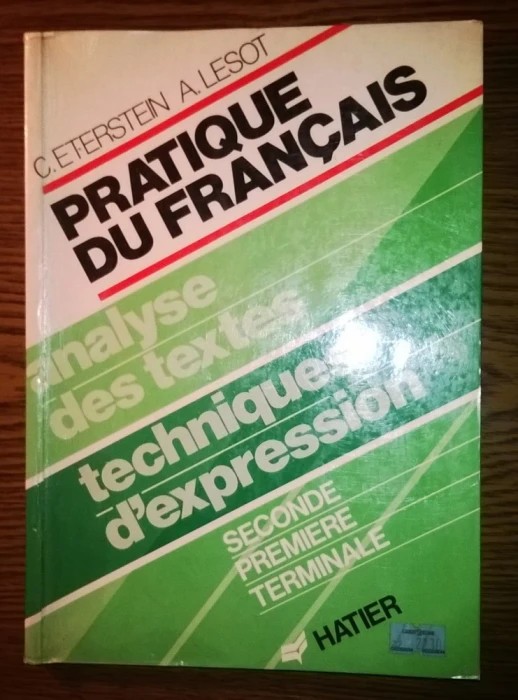 C. ETERSTEIN A. LESOT
PRATIQUE
DU FRANÇAIS
analyse
des textes
techniques
d'expression
SECONDE
PREMIERE
TERMINALE
HATIER